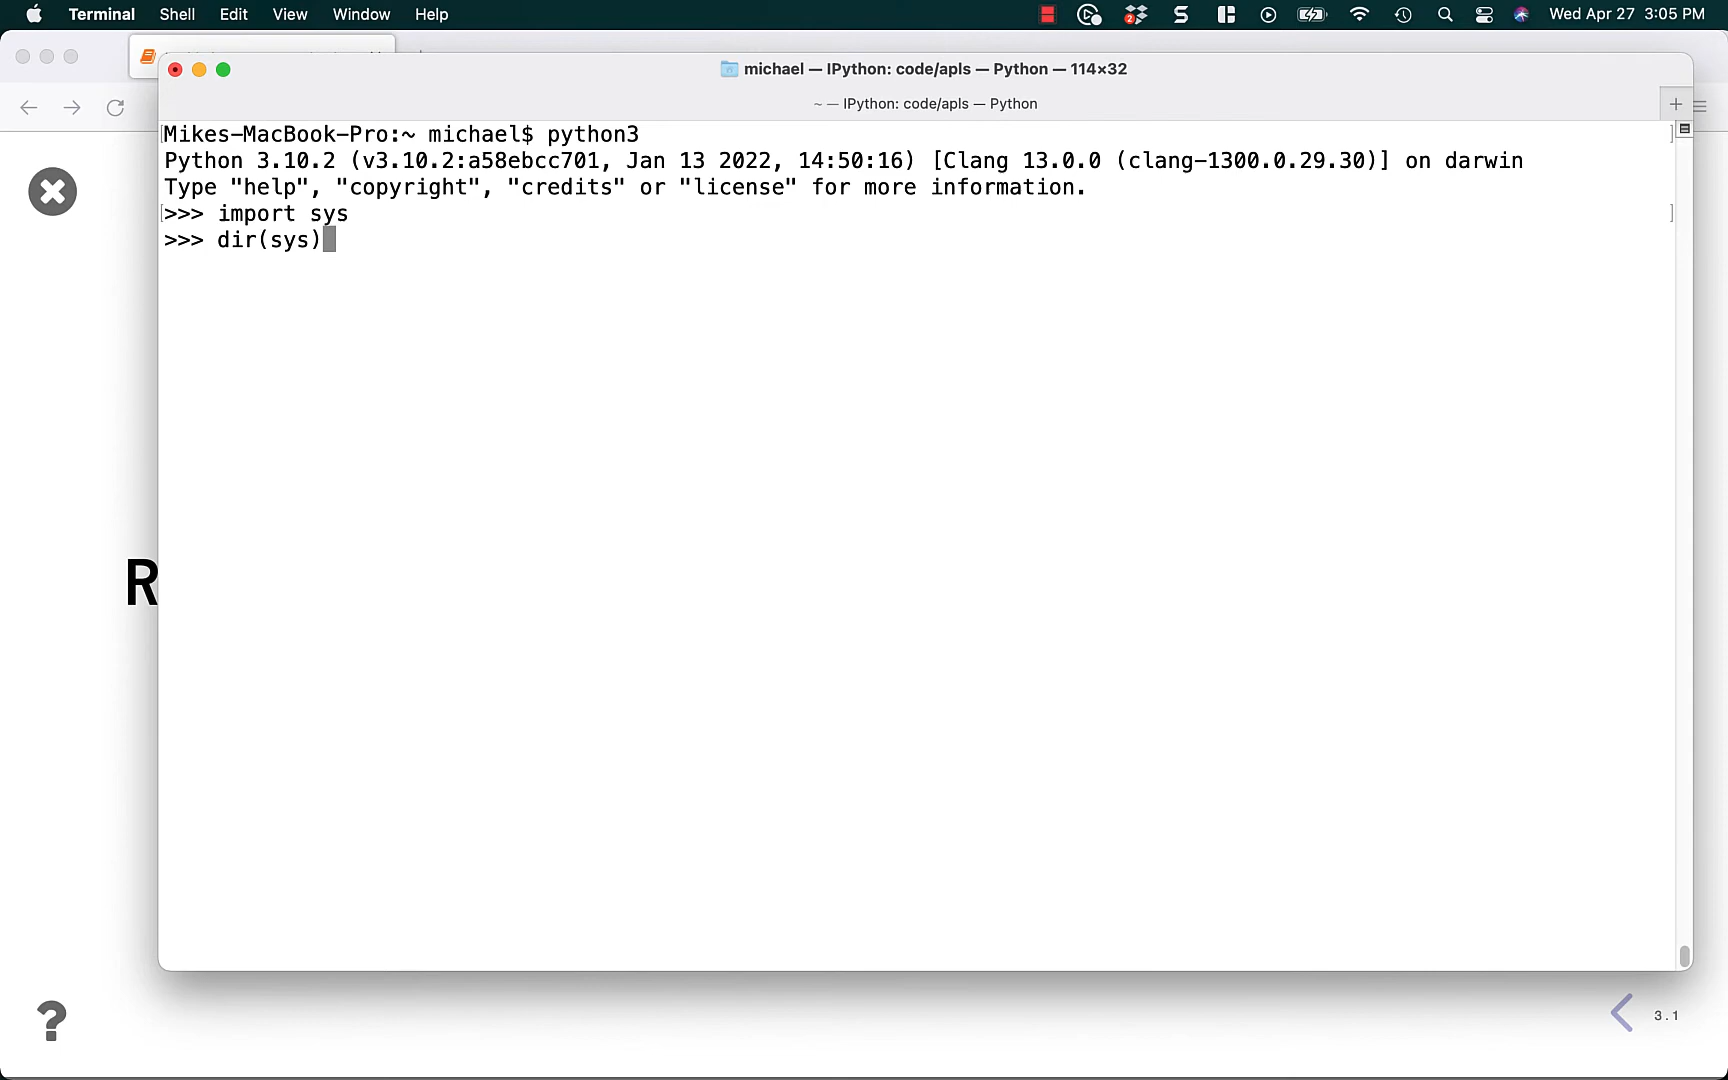 Terminal Shell Edit View Window Help
2
Wed Apr 27 3:05 PM
michael — IPython: code/apls — Python — 114×32
~ — IPython: code/apls — Python
Mikes-MacBook-Pro:~ michael$ python3
Python 3.10.2 (v3.10.2:a58ebcc701, Jan 13 2022, 14:50:16) [Clang 13.0.0 (clang-1300.0.29.30)] on darwin
Type "help", "copyright", "credits" or "license" for more information.
>>> import sys
>>> dir(sys)
R
?
3.1